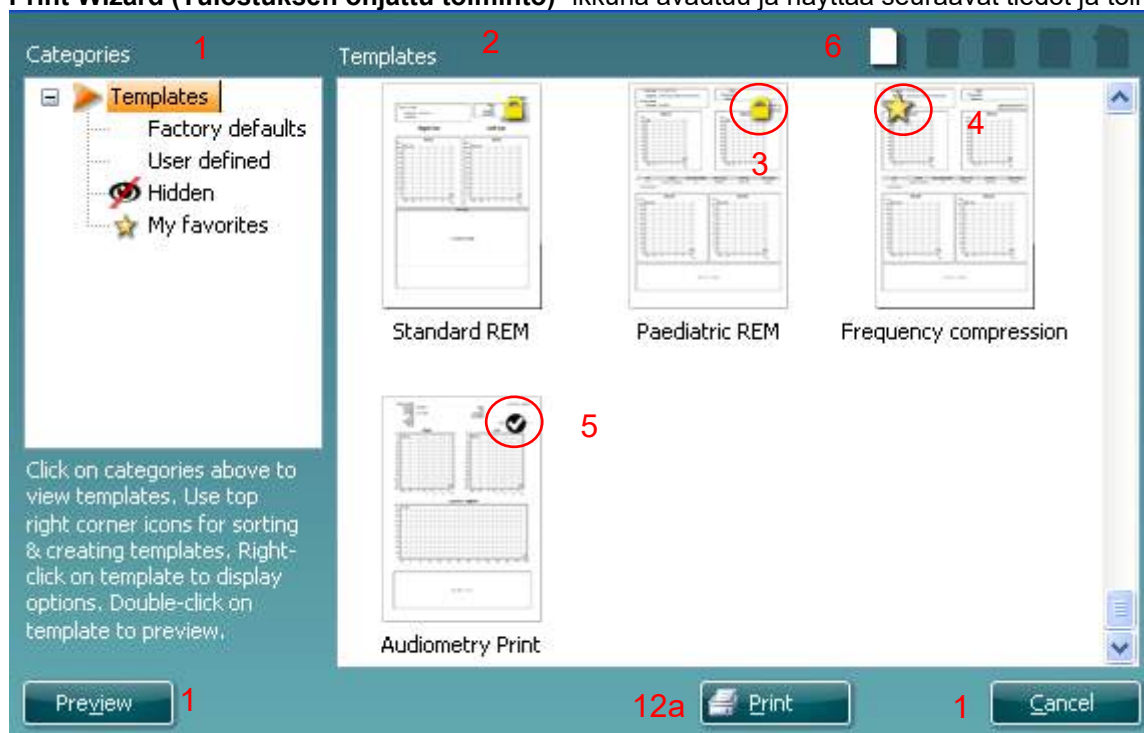 Print Wizard (Tulostuksen ohjattu toiminto) -ikkuna avautuu ja näyttää seuraavat tiedot ja toi
Categories 1
Templates 2
6
Templates
Factory defaults
User defined
Hidden
My favorites
3
4
Standard REM
Paediatric REM
Frequency compression
5
Audiometry Print
Click on categories above to
view templates. Use top
right corner icons for sorting
& creating templates. Right-
click on template to display
options. Double-click on
template to preview.
Preview 1
12a Print
1 Cancel